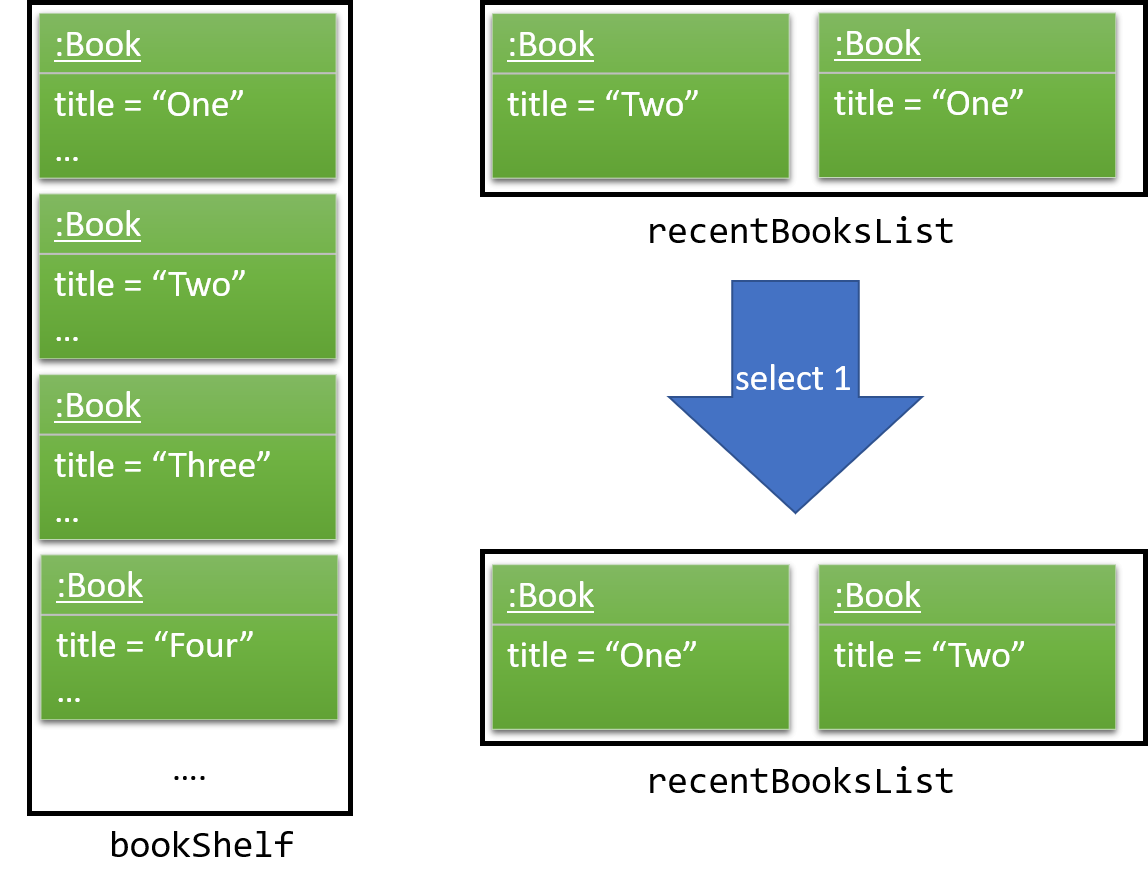 :Book
title = “One”
...
:Book
title = “Two”
...
:Book
title = “Three”
...
:Book
title = “Four”
...
....
bookShelf
:Book
title = “Two”
:Book
title = “One”
recentBooksList
select 1
:Book
title = “One”
:Book
title = “Two”
recentBooksList